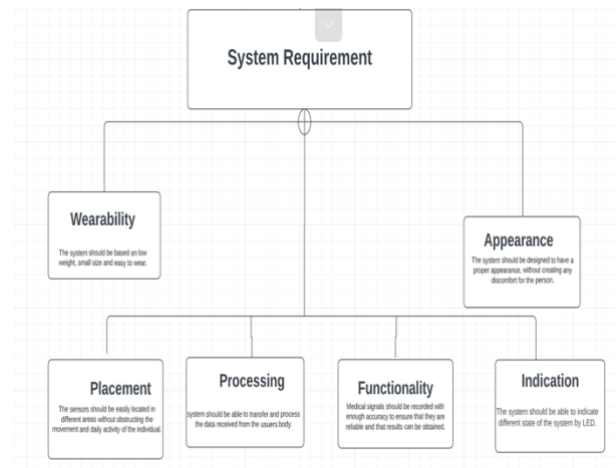 System Requirement
Wearability
The system should be based on low
weight, small size and easy to wear.
Appearance
The system should be designed to have a
proper appearance, without creating any
discomfort for the person.
Placement
The sensors should be easily located in
different areas without obstructing the
movement and daily activity of the individual.
Processing
system should be able to transfer and process
the data received from the usuers body.
Functionality
Medical signals should be recorded with
enough accuracy to ensure that they are
reliable and that results can be obtained.
Indication
The system should be able to indicate
different state of the system by LED.